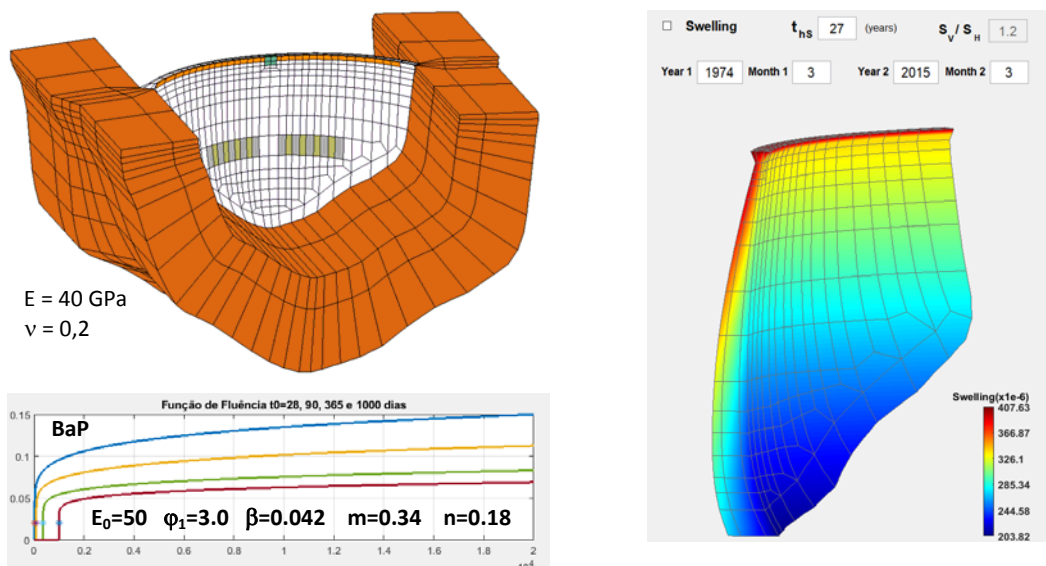 E = 40 GPa
ν = 0,2
Função de Fluência t0=28, 90, 365 e 1000 dias
BaP
0.15
0.1
0.05
0
E₀=50 φ₁=3.0 β=0.042 m=0.34 n=0.18
0 0.2 0.4 0.6 0.8 1 1.2 1.4 1.6 1.8 2
Swelling t_hS 27 (years) S_V / S_H 1.2
Year 1 1974 Month 1 3 Year 2 2015 Month 2 3
Swelling(x1e-6)
407.63
366.87
326.1
285.34
244.58
203.82